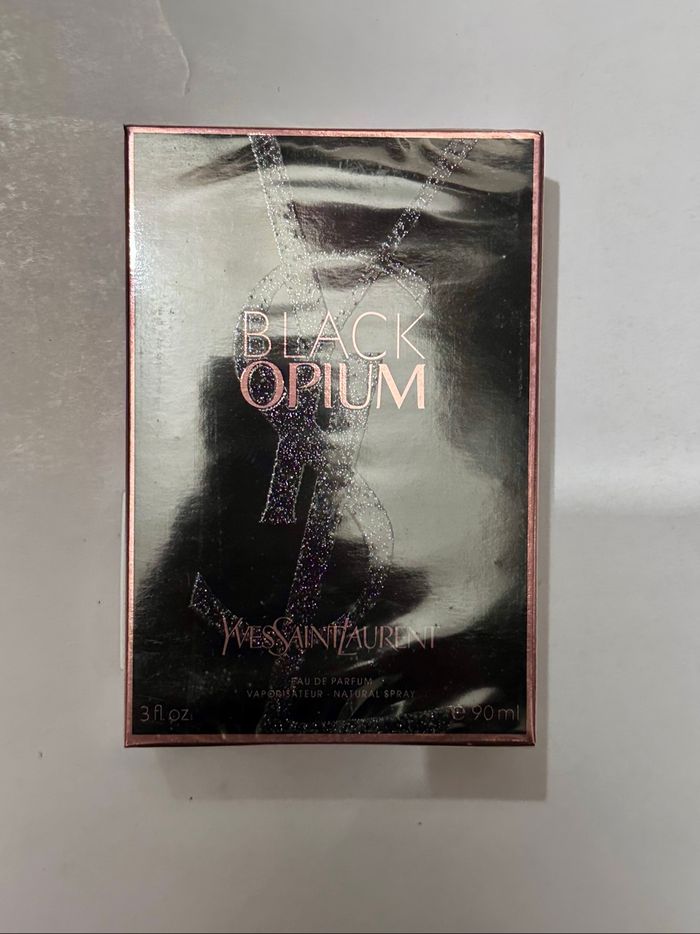 BLACK
OPIUM
YVESSAINTLAURENT
EAU DE PARFUM
VAPORISATEUR - NATURAL SPRAY
3 fl. oz. ℮ 90 ml